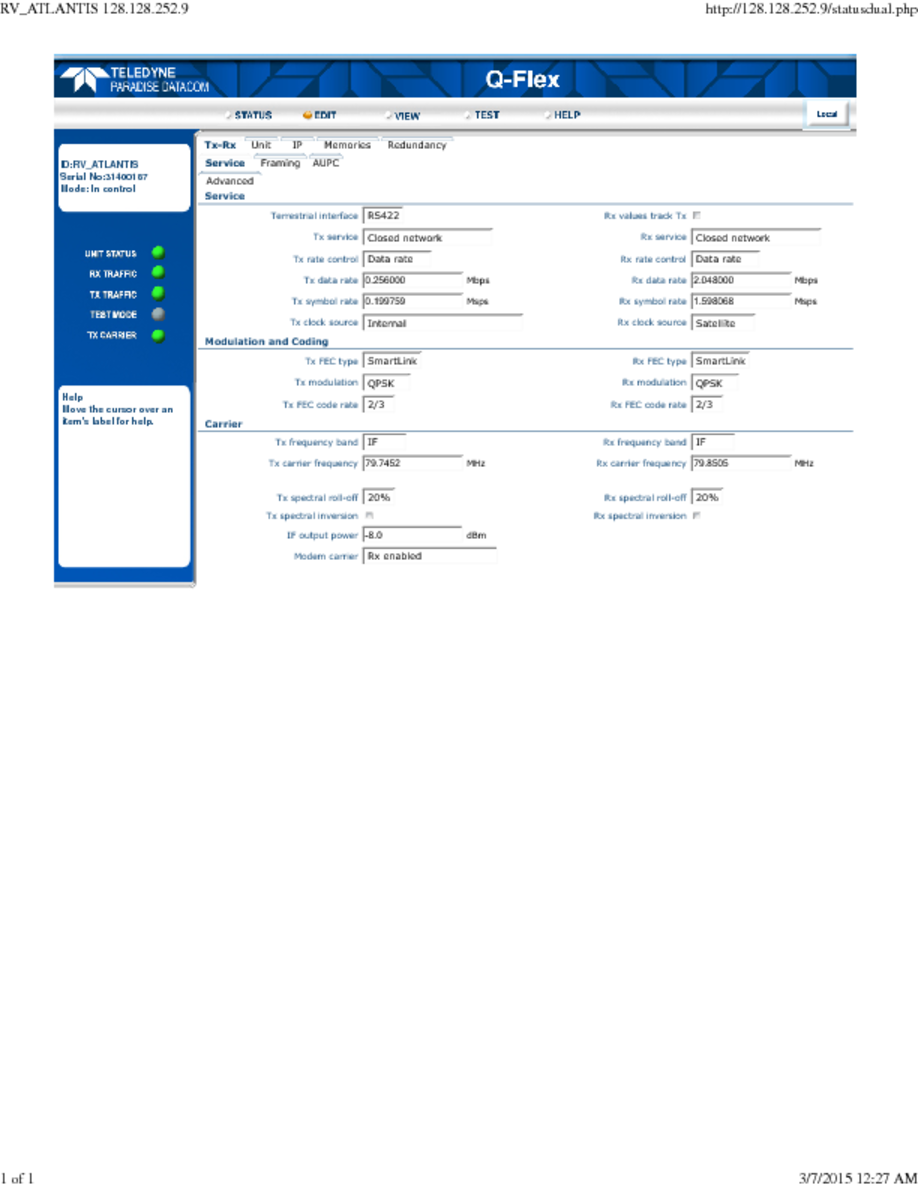 RV_ATLANTIS 128.128.252.9 http://128.128.252.9/statusdual.php
TELEDYNE
PARADISE DATACOM
Q-Flex
STATUS EDIT VIEW TEST HELP Local
Tx-Rx Unit IP Memories Redundancy
Service Framing AUPC
Advanced
ID:RV_ATLANTIS
Serial No:31400167
Mode: In control
UNIT STATUS
RX TRAFFIC
TX TRAFFIC
TEST MODE
TX CARRIER
Help
Move the cursor over an
item's label for help.
Service
Terrestrial interface RS422 Rx values track Tx
Tx service Closed network Rx service Closed network
Tx rate control Data rate Rx rate control Data rate
Tx data rate 0.256000 Mbps Rx data rate 2.048000 Mbps
Tx symbol rate 0.199759 Msps Rx symbol rate 1.598068 Msps
Tx clock source Internal Rx clock source Satellite
Modulation and Coding
Tx FEC type SmartLink Rx FEC type SmartLink
Tx modulation QPSK Rx modulation QPSK
Tx FEC code rate 2/3 Rx FEC code rate 2/3
Carrier
Tx frequency band IF Rx frequency band IF
Tx carrier frequency 79.7452 MHz Rx carrier frequency 79.8505 MHz
Tx spectral roll-off 20% Rx spectral roll-off 20%
Tx spectral inversion Rx spectral inversion
IF output power -8.0 dBm
Modem carrier Rx enabled
1 of 1 3/7/2015 12:27 AM